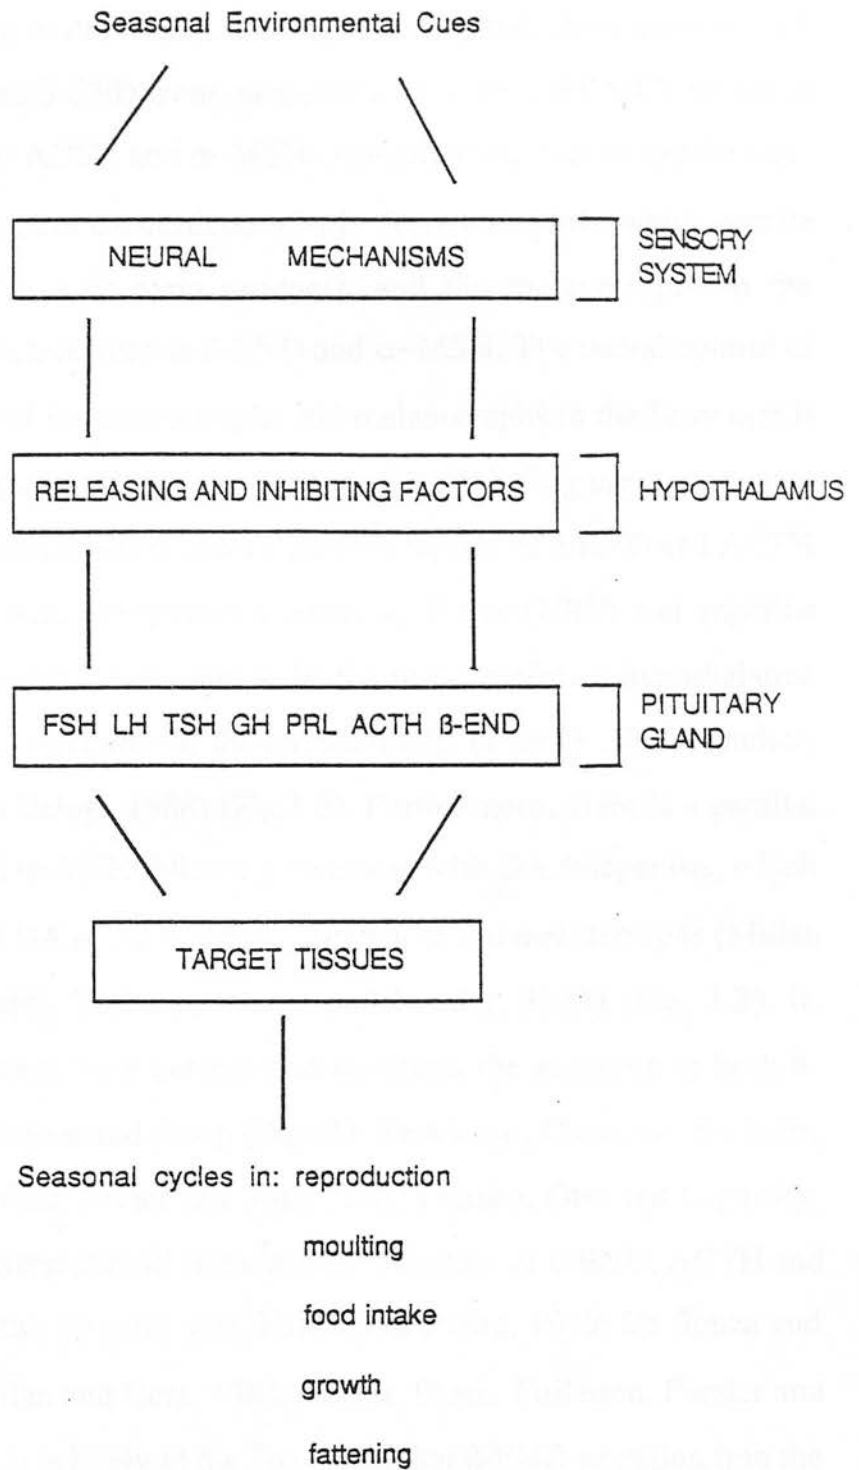 Seasonal Environmental Cues
NEURAL MECHANISMS
SENSORY
SYSTEM
RELEASING AND INHIBITING FACTORS
HYPOTHALAMUS
FSH LH TSH GH PRL ACTH ß-END
PITUITARY
GLAND
TARGET TISSUES
Seasonal cycles in: reproduction
moulting
food intake
growth
fattening